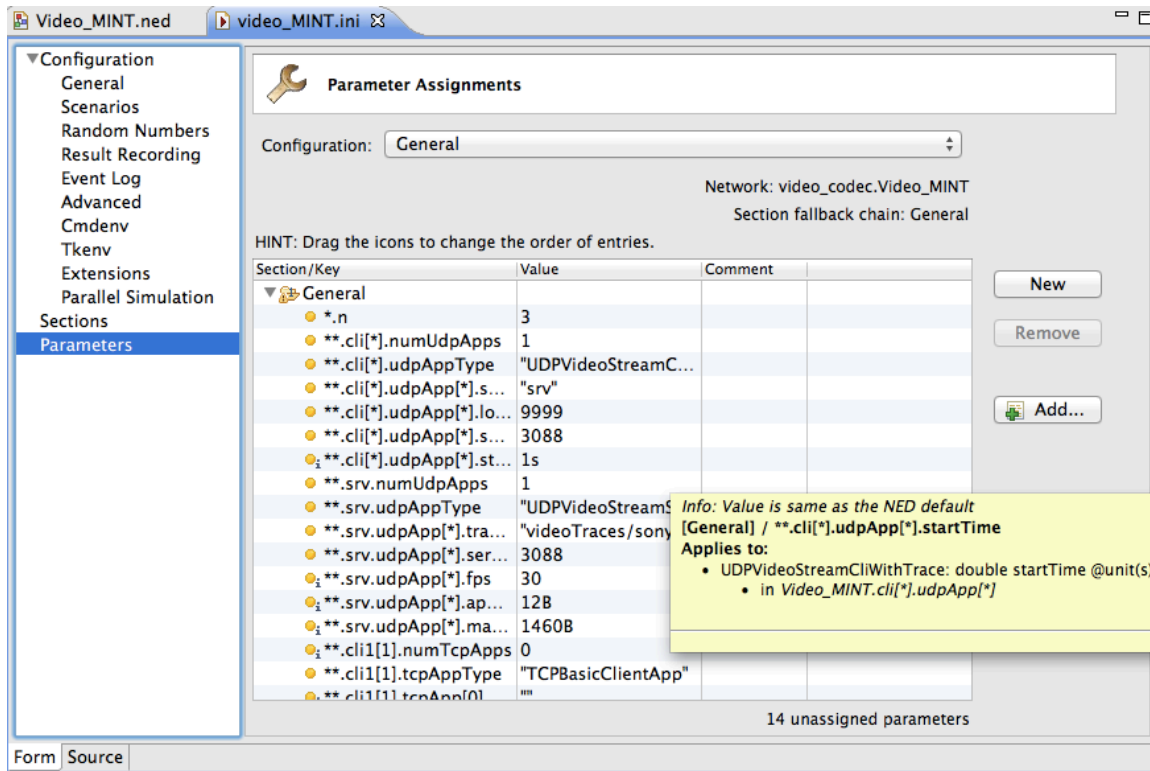 Video_MINT.ned
video_MINT.ini
Configuration
General
Scenarios
Random Numbers
Result Recording
Event Log
Advanced
Cmdenv
Tkenv
Extensions
Parallel Simulation
Sections
Parameters
Parameter Assignments
Configuration: General
Network: video_codec.Video_MINT
Section fallback chain: General
HINT: Drag the icons to change the order of entries.
Section/Key Value Comment
General
*.n 3
**.cli[*].numUdpApps 1
**.cli[*].udpAppType "UDPVideoStreamC...
**.cli[*].udpApp[*].s... "srv"
**.cli[*].udpApp[*].lo... 9999
**.cli[*].udpApp[*].s... 3088
**.cli[*].udpApp[*].st... 1s
**.srv.numUdpApps 1
**.srv.udpAppType "UDPVideoStreamS
**.srv.udpApp[*].tra... "videoTraces/sony
**.srv.udpApp[*].ser... 3088
**.srv.udpApp[*].fps 30
**.srv.udpApp[*].ap... 12B
**.srv.udpApp[*].ma... 1460B
**.cli1[1].numTcpApps 0
**.cli1[1].tcpAppType "TCPBasicClientApp"
**.cli1[1].tcpApp[0] ""
New
Remove
Add...
Info: Value is same as the NED default
[General] / **.cli[*].udpApp[*].startTime
Applies to:
• UDPVideoStreamCliWithTrace: double startTime @unit(s)
• in Video_MINT.cli[*].udpApp[*]
14 unassigned parameters
Form Source